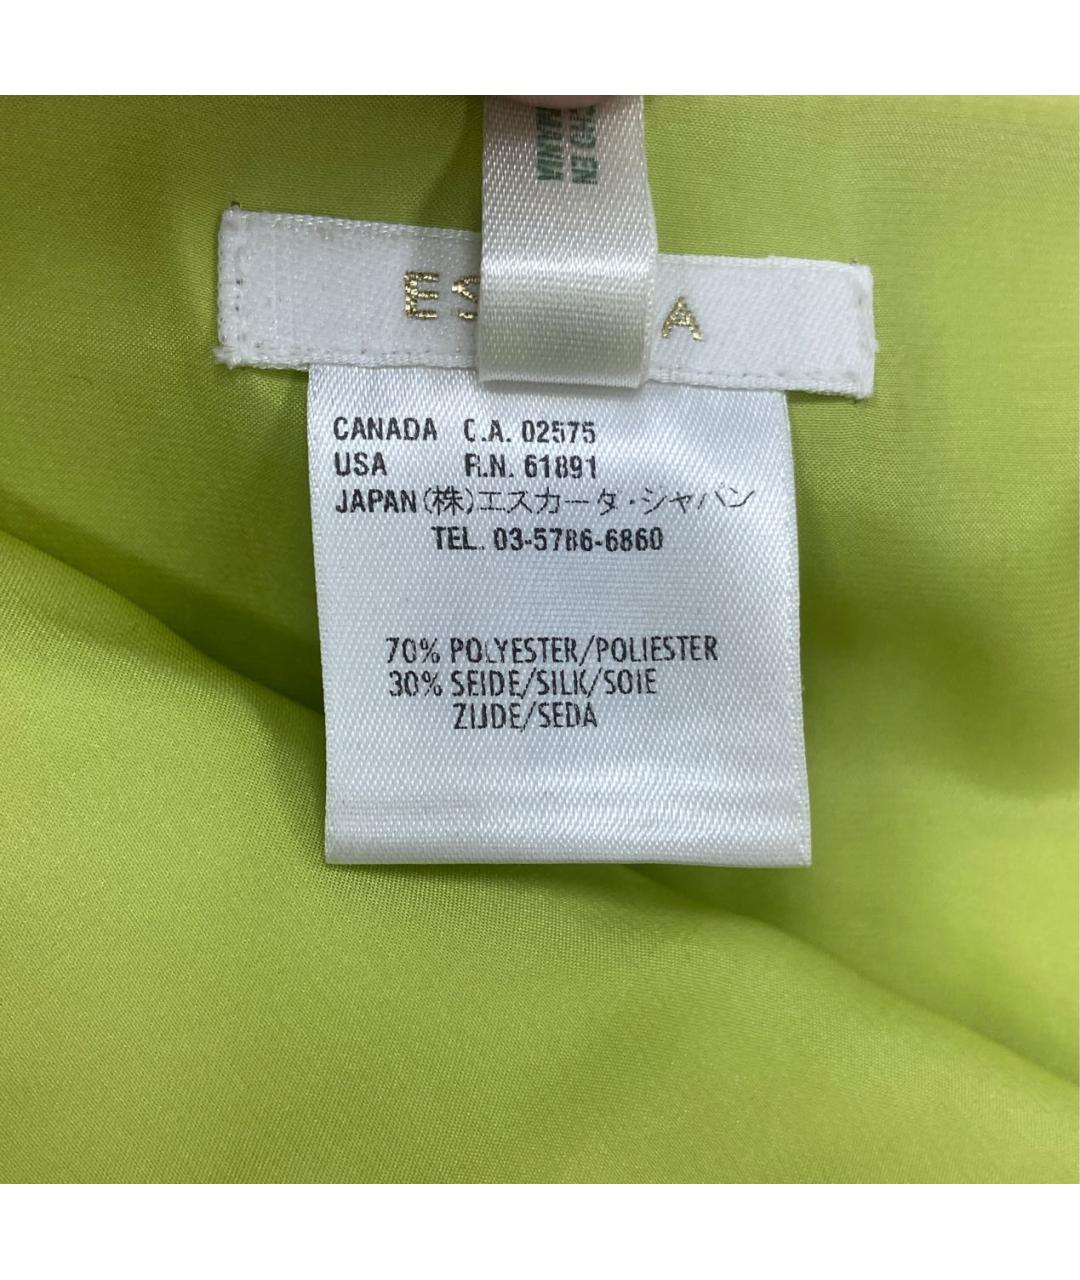 ES A
CANADA C.A. 02575
USA R.N. 61891
JAPAN(株)エスカーダ・ジャパン
TEL. 03-5786-6860
70% POLYESTER/POLIESTER
30% SEIDE/SILK/SOIE
ZIJDE/SEDA